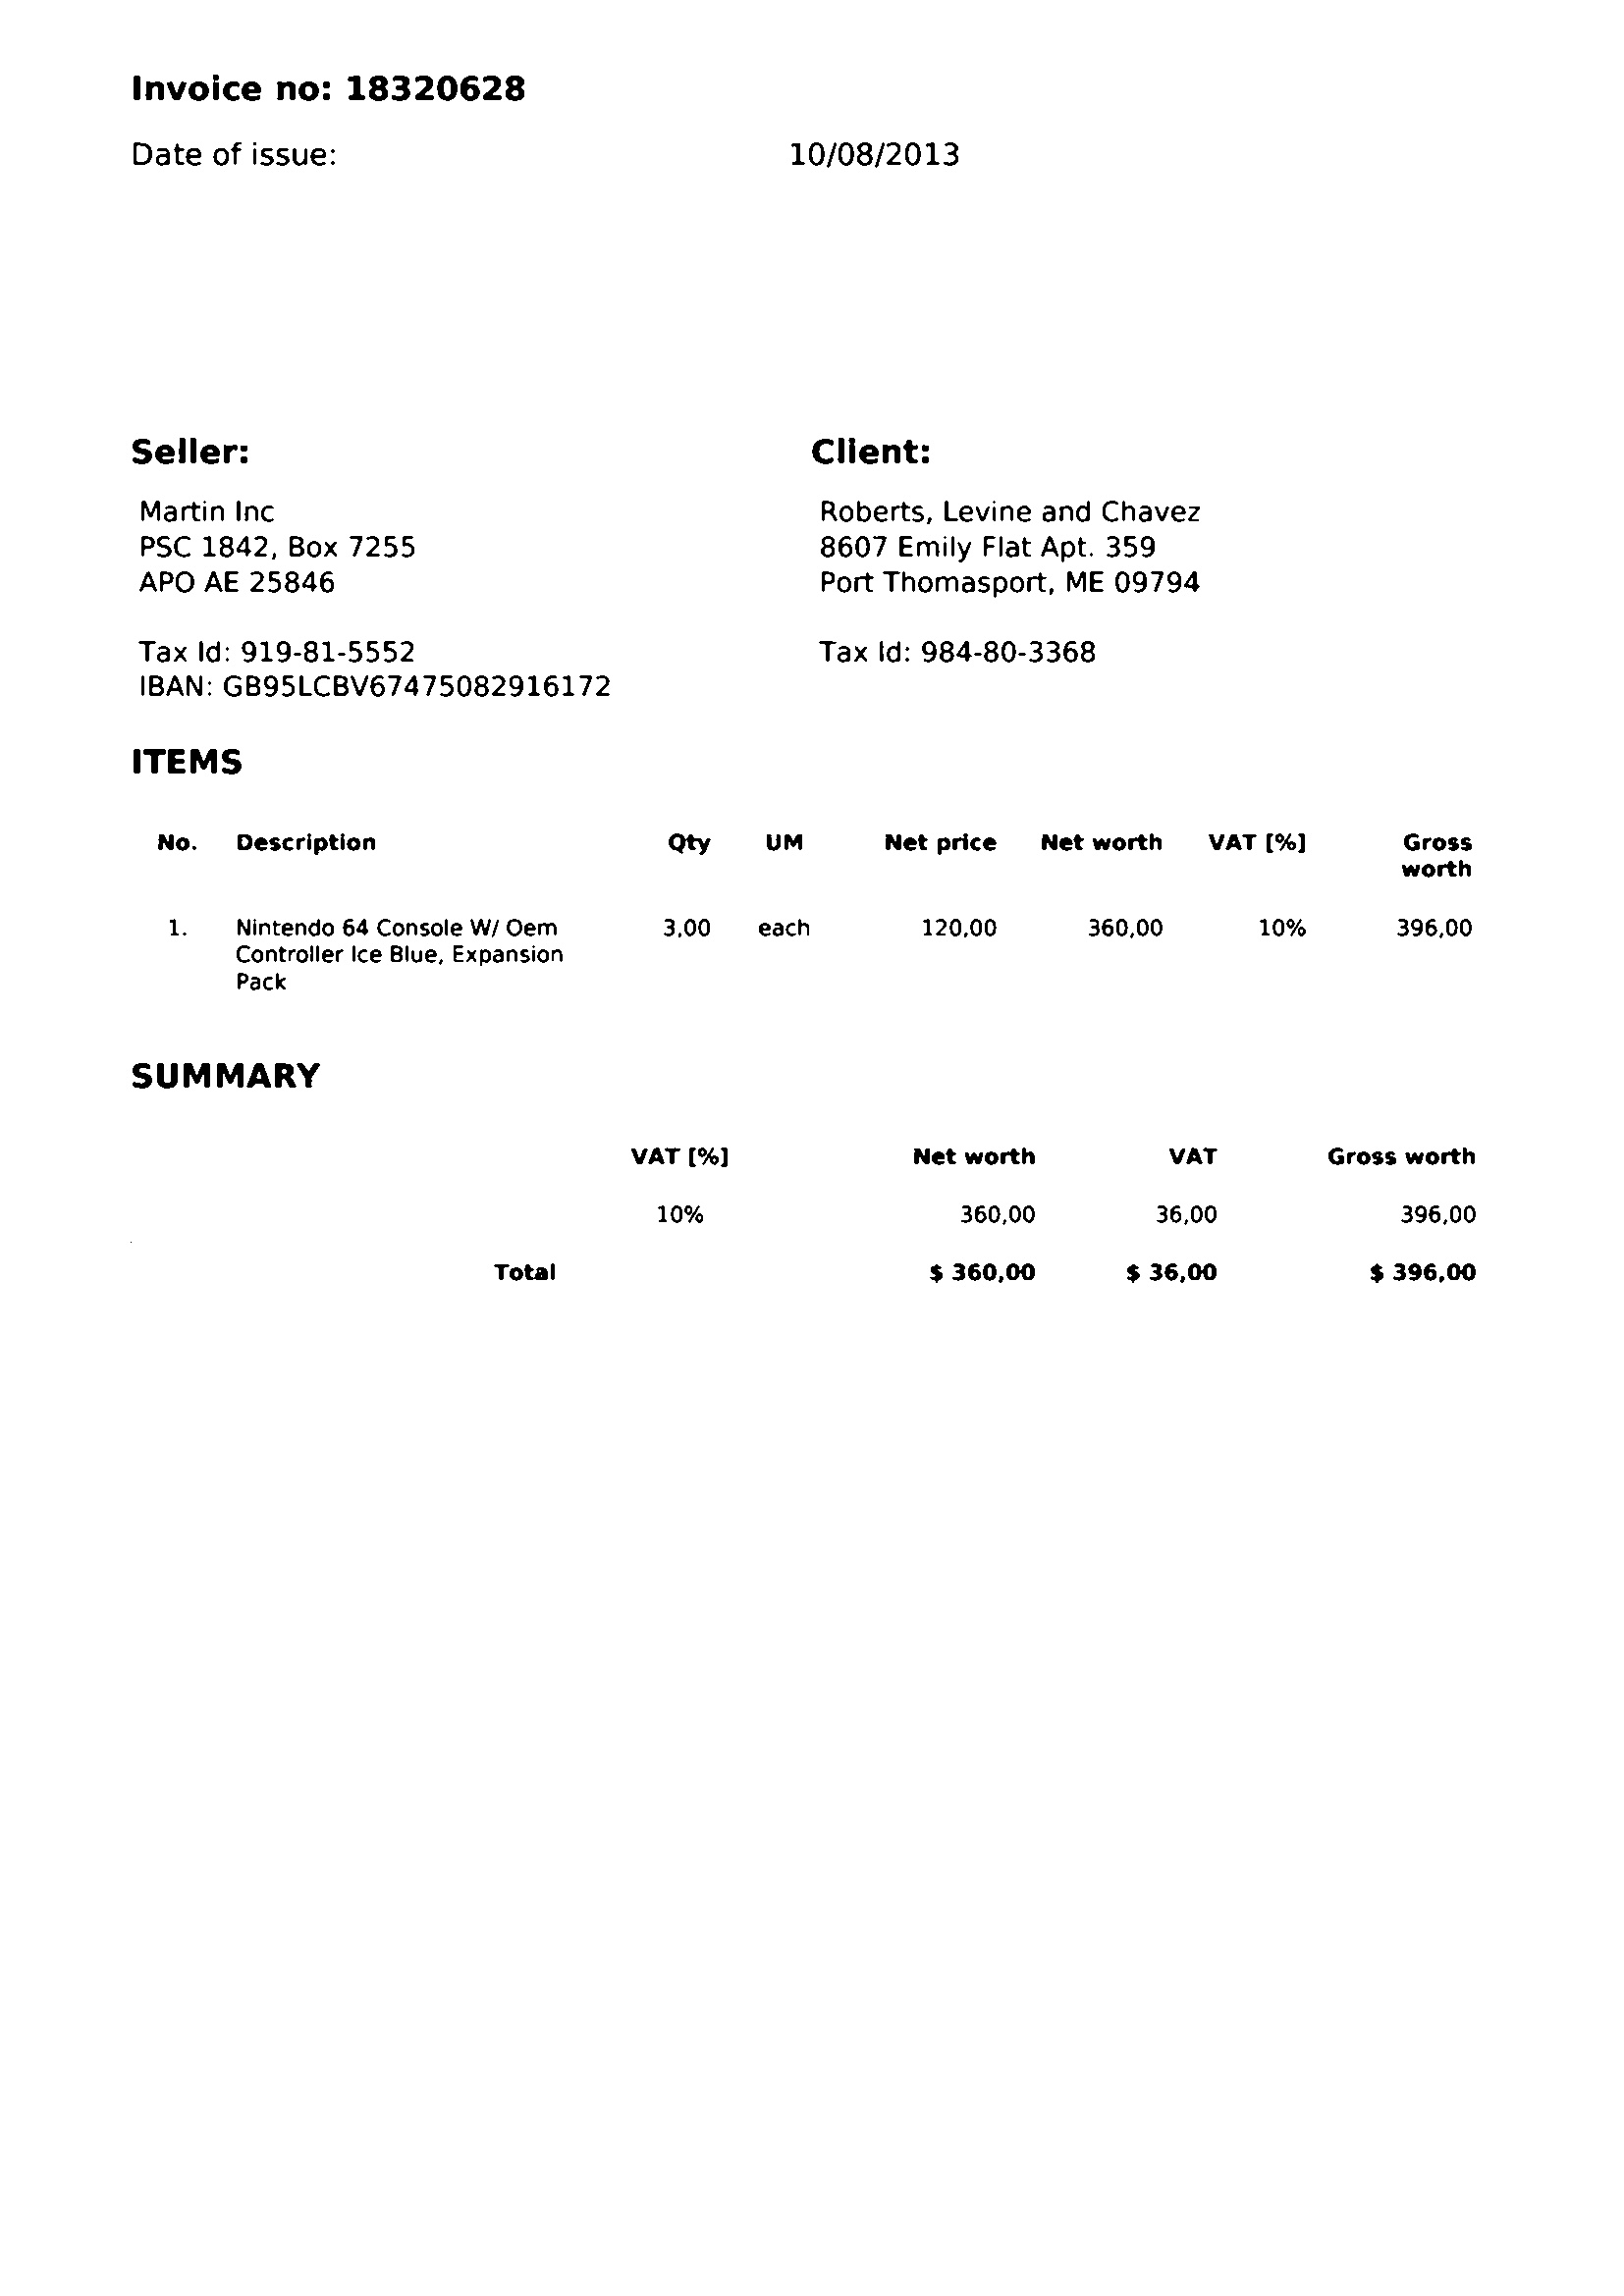 Invoice no: 18320628
Date of issue: 10/08/2013
Seller:
Martin Inc
PSC 1842, Box 7255
APO AE 25846
Tax Id: 919-81-5552
IBAN: GB95LCBV67475082916172
Client:
Roberts, Levine and Chavez
8607 Emily Flat Apt. 359
Port Thomasport, ME 09794
Tax Id: 984-80-3368
ITEMS
No. Description Qty UM Net price Net worth VAT [%] Gross
worth
1. Nintendo 64 Console W/ Oem 3,00 each 120,00 360,00 10% 396,00
Controller Ice Blue, Expansion
Pack
SUMMARY
VAT [%] Net worth VAT Gross worth
10% 360,00 36,00 396,00
Total $ 360,00 $ 36,00 $ 396,00